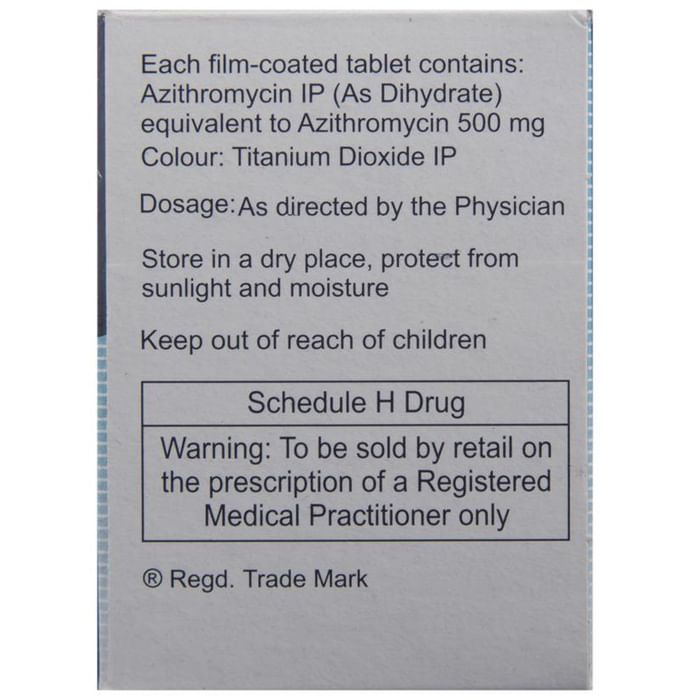 Each film-coated tablet contains:
Azithromycin IP (As Dihydrate)
equivalent to Azithromycin 500 mg
Colour: Titanium Dioxide IP
Dosage: As directed by the Physician
Store in a dry place, protect from
sunlight and moisture
Keep out of reach of children
Schedule H Drug
Warning: To be sold by retail on
the prescription of a Registered
Medical Practitioner only
® Regd. Trade Mark